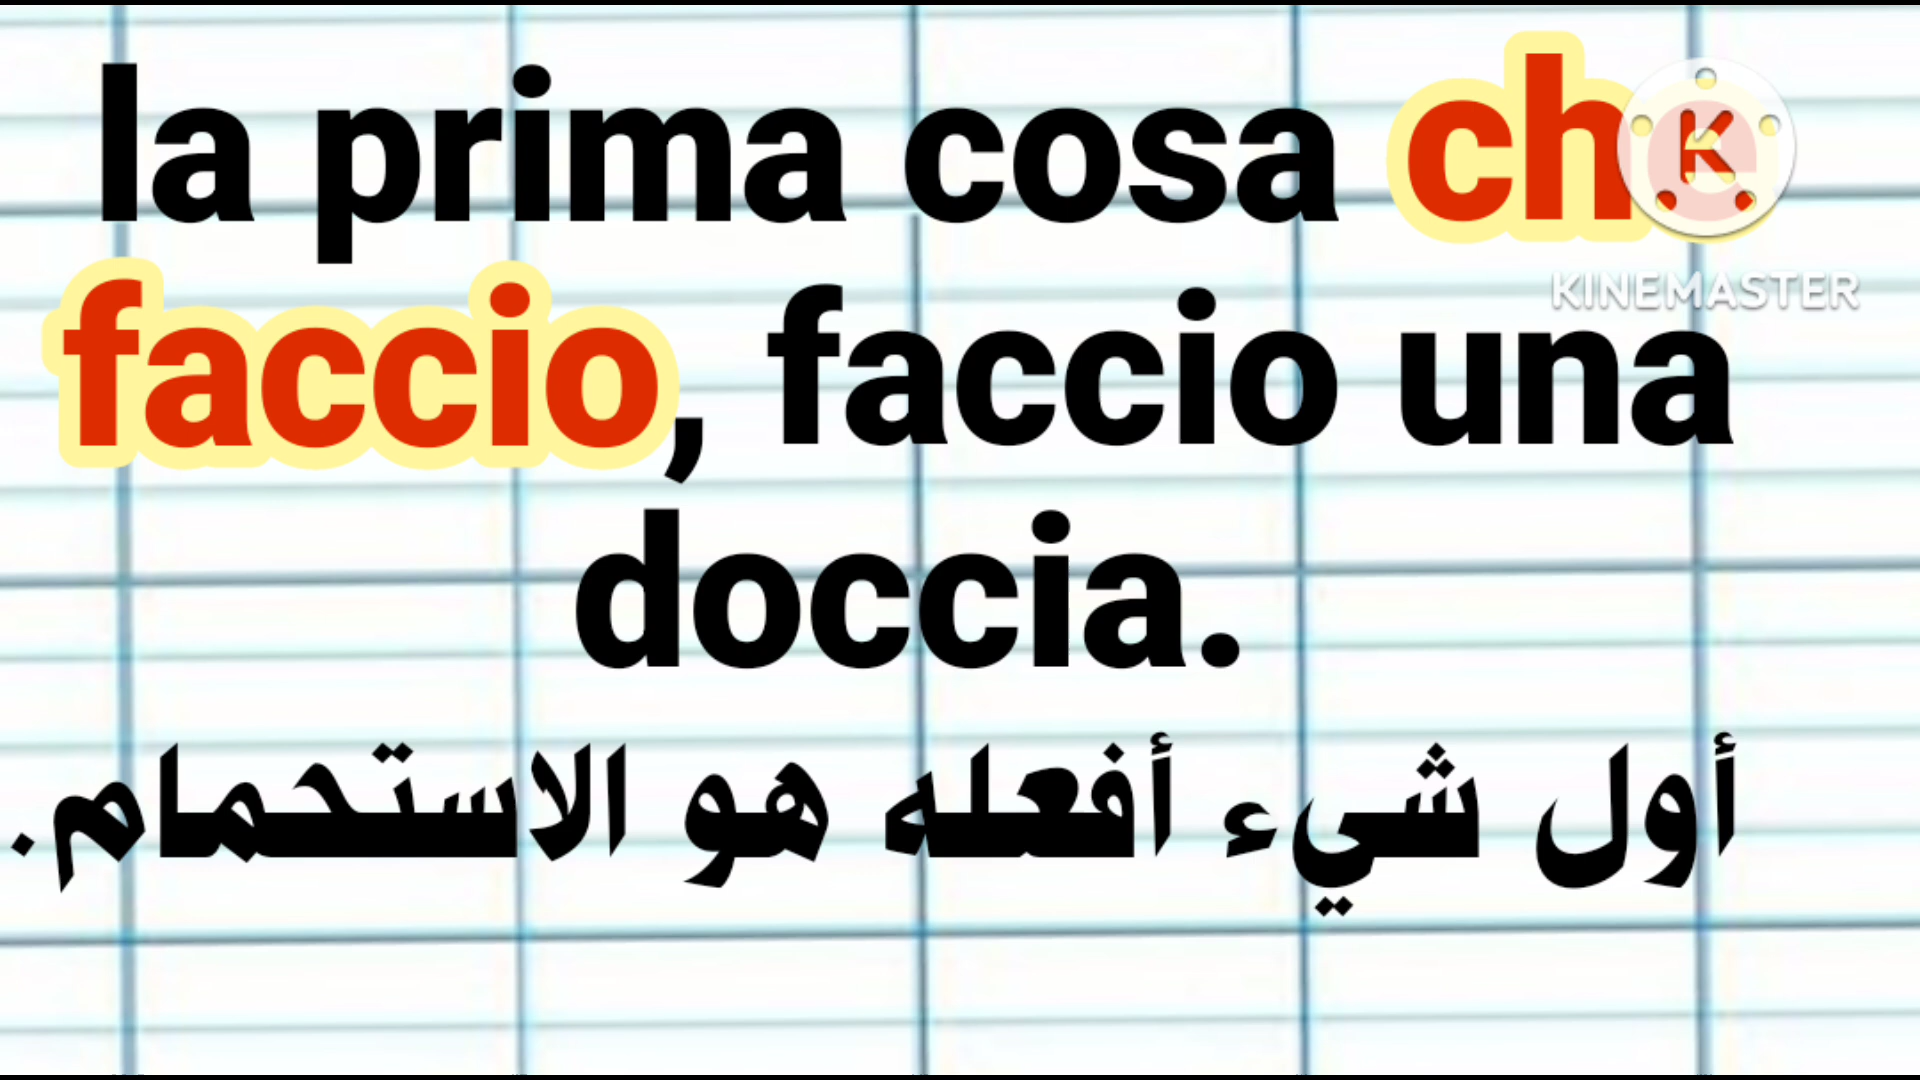 la prima cosa che
faccio, faccio una
doccia.
أول شيء أفعله هو الاستحمام.
KINEMASTER